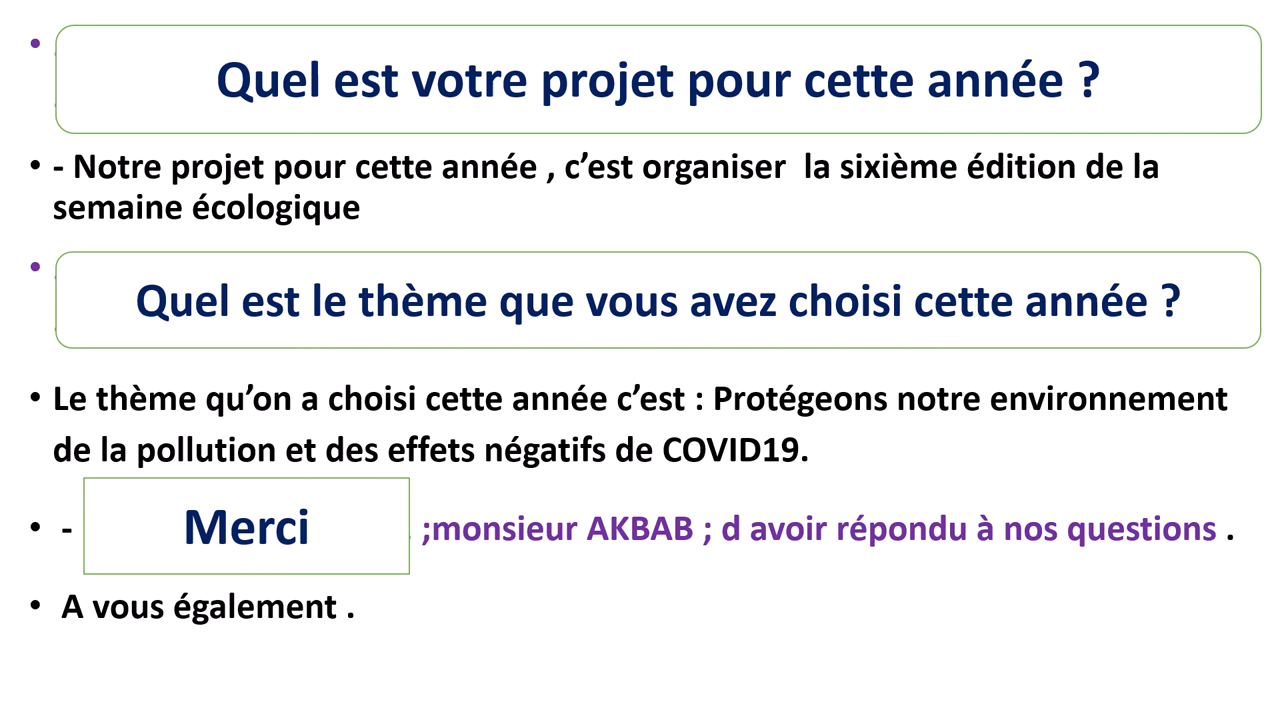 Quel est votre projet pour cette année ?
• - Notre projet pour cette année , c’est organiser  la sixième édition de la
semaine écologique
Quel est le thème que vous avez choisi cette année ?
• Le thème qu’on a choisi cette année c’est : Protégeons notre environnement
de la pollution et des effets négatifs de COVID19.
• - Merci ;monsieur AKBAB ; d avoir répondu à nos questions .
• A vous également .